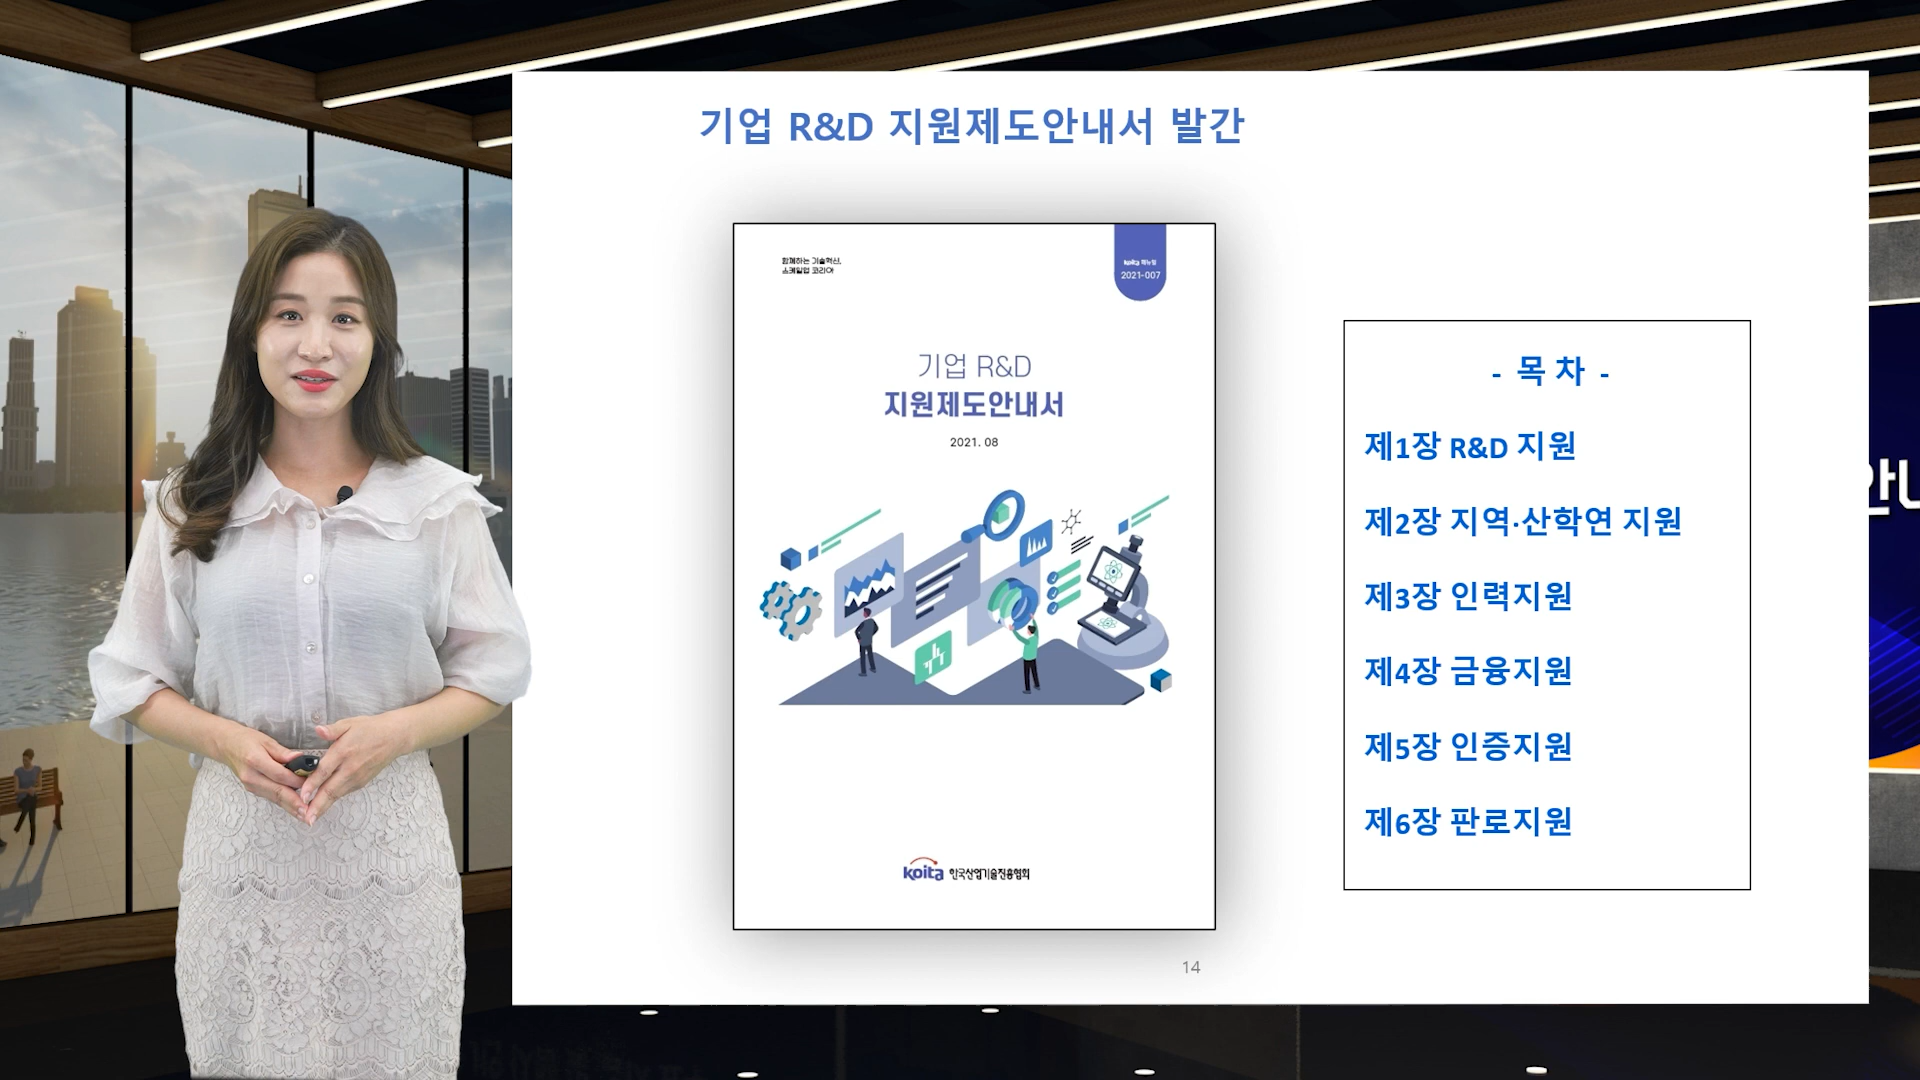 기업 R&D 지원제도안내서 발간
함께하는 기술혁신,
스케일업 코리아
koita 매뉴얼
2021-007
기업 R&D
지원제도안내서
2021. 08
koita 한국산업기술진흥협회
- 목 차 -
제1장 R&D 지원
제2장 지역·산학연 지원
제3장 인력지원
제4장 금융지원
제5장 인증지원
제6장 판로지원
14